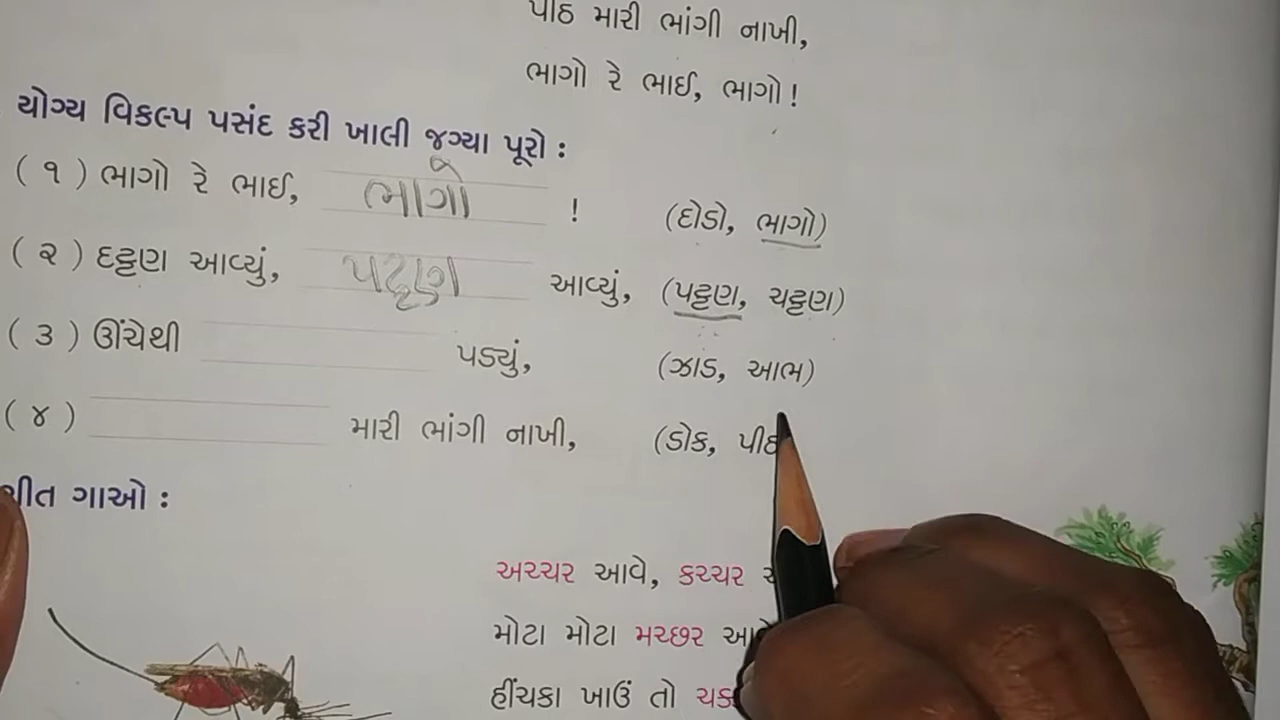 પીઠ મારી ભાંગી નાખી,
ભાગો રે ભાઈ, ભાગો!
યોગ્ય વિકલ્પ પસંદ કરી ખાલી જગ્યા પૂરો :
(૧) ભાગો રે ભાઈ, ભાગો ! (દોડો, ભાગો)
(૨) દટ્ટણ આવ્યું, પટ્ટણ આવ્યું, (પટ્ટણ, ચટ્ટણ)
(૩) ઊંચેથી પડ્યું, (ઝાડ, આભ)
(૪) મારી ભાંગી નાખી, (ડોક, પીઠ
ગીત ગાઓ :
અચ્ચર આવે, કચ્ચર
મોટા મોટા મચ્છર
હીંચકા ખાઉં તો